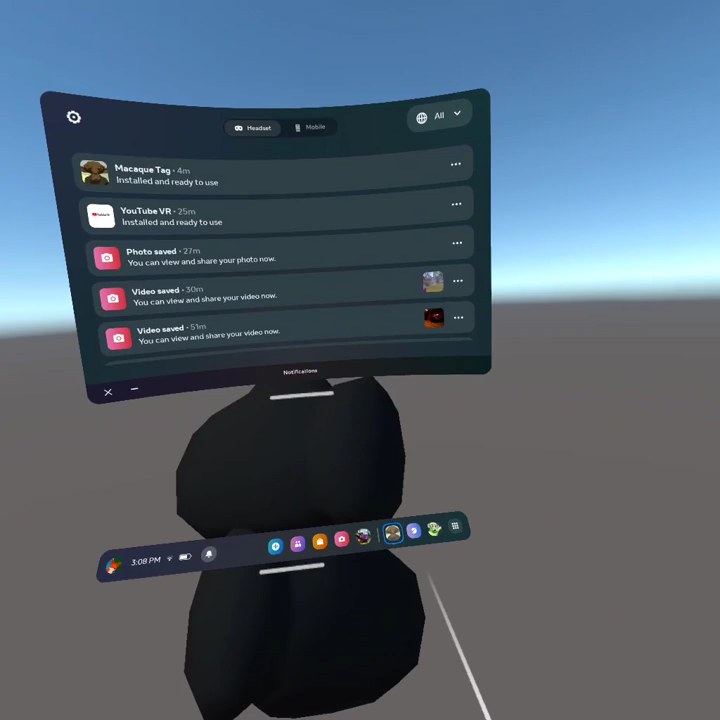 Headset
Mobile
All
Macaque Tag • 4m
Installed and ready to use
YouTube VR • 25m
Installed and ready to use
Photo saved • 27m
You can view and share your photo now.
Video saved • 30m
You can view and share your video now.
Video saved • 51m
You can view and share your video now.
Notifications
3:08 PM